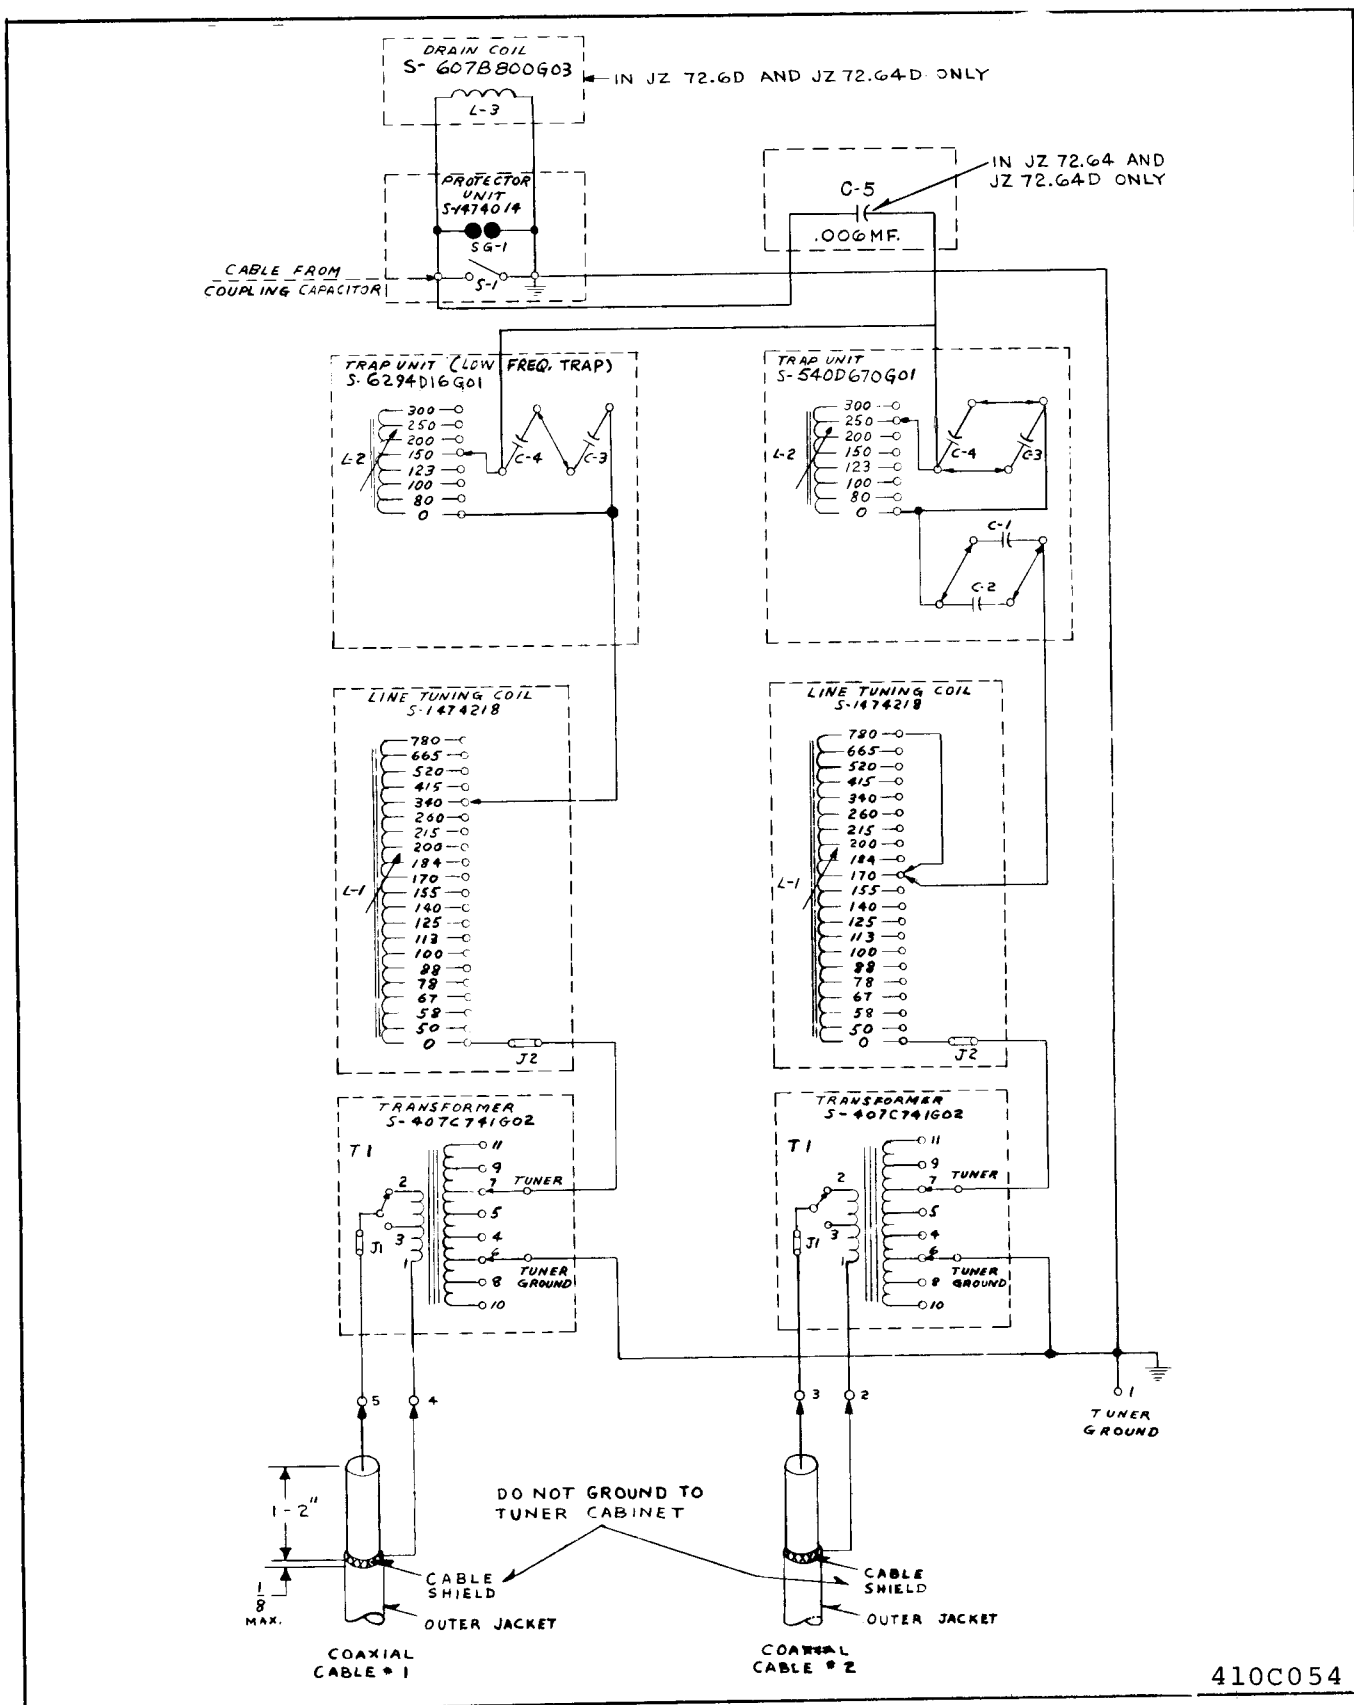 DRAIN COIL
S- 607B800G03
IN JZ 72.6D AND JZ 72.64D ONLY
L-3
PROTECTOR
UNIT
S-1474014
SG-1
S-1
CABLE FROM
COUPLING CAPACITOR
IN JZ 72.64 AND
JZ 72.64D ONLY
C-5
.006MF.
TRAP UNIT (LOW FREQ. TRAP)
S-6294D16G01
300
250
200
150
123
100
80
0
L-2
C-4
C-3
TRAP UNIT
S-540D670G01
300
250
200
150
123
100
80
0
L-2
C-4
C-3
C-1
C-2
LINE TUNING COIL
S-1474218
780
665
520
415
340
260
215
200
184
170
155
140
125
113
100
88
78
67
58
50
0
L-1
J2
LINE TUNING COIL
S-1474218
780
665
520
415
340
260
215
200
184
170
155
140
125
113
100
88
78
67
58
50
0
L-1
J2
TRANSFORMER
S-407C741G02
T1
11
9
7
5
4
6
8
10
2
3
1
J1
TUNER
TUNER
GROUND
TRANSFORMER
S-407C741G02
T1
11
9
7
5
4
6
8
10
2
3
1
J1
TUNER
TUNER
GROUND
5
4
3
2
1
TUNER
GROUND
1-2"
1/8
MAX.
DO NOT GROUND TO
TUNER CABINET
CABLE
SHIELD
OUTER JACKET
COAXIAL
CABLE #1
CABLE
SHIELD
OUTER JACKET
COAXIAL
CABLE #2
410C054